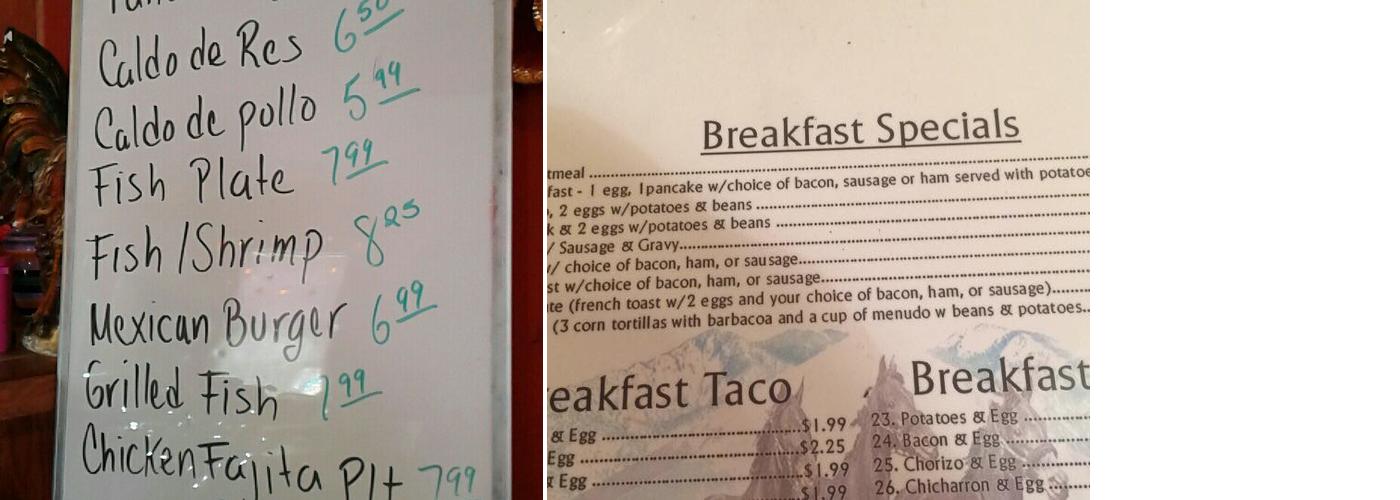 Caldo de Res 6.50
Caldo de pollo 5.99
Fish Plate 7.99
Fish / Shrimp 8.25
Mexican Burger 6.99
Grilled Fish 7.99
Chicken Fajita Plt 7.99
Breakfast Specials
tmeal
fast - 1 egg, 1pancake w/choice of bacon, sausage or ham served with potatoe
, 2 eggs w/potatoes & beans
k & 2 eggs w/potatoes & beans
/ Sausage & Gravy
/ choice of bacon, ham, or sausage
st w/choice of bacon, ham, or sausage
te (french toast w/2 eggs and your choice of bacon, ham, or sausage)
(3 corn tortillas with barbacoa and a cup of menudo w beans & potatoes
eakfast Taco
& Egg $1.99
Egg $2.25
& Egg $1.99
$1.99
Breakfast
23. Potatoes & Egg
24. Bacon & Egg
25. Chorizo & Egg
26. Chicharron & Egg